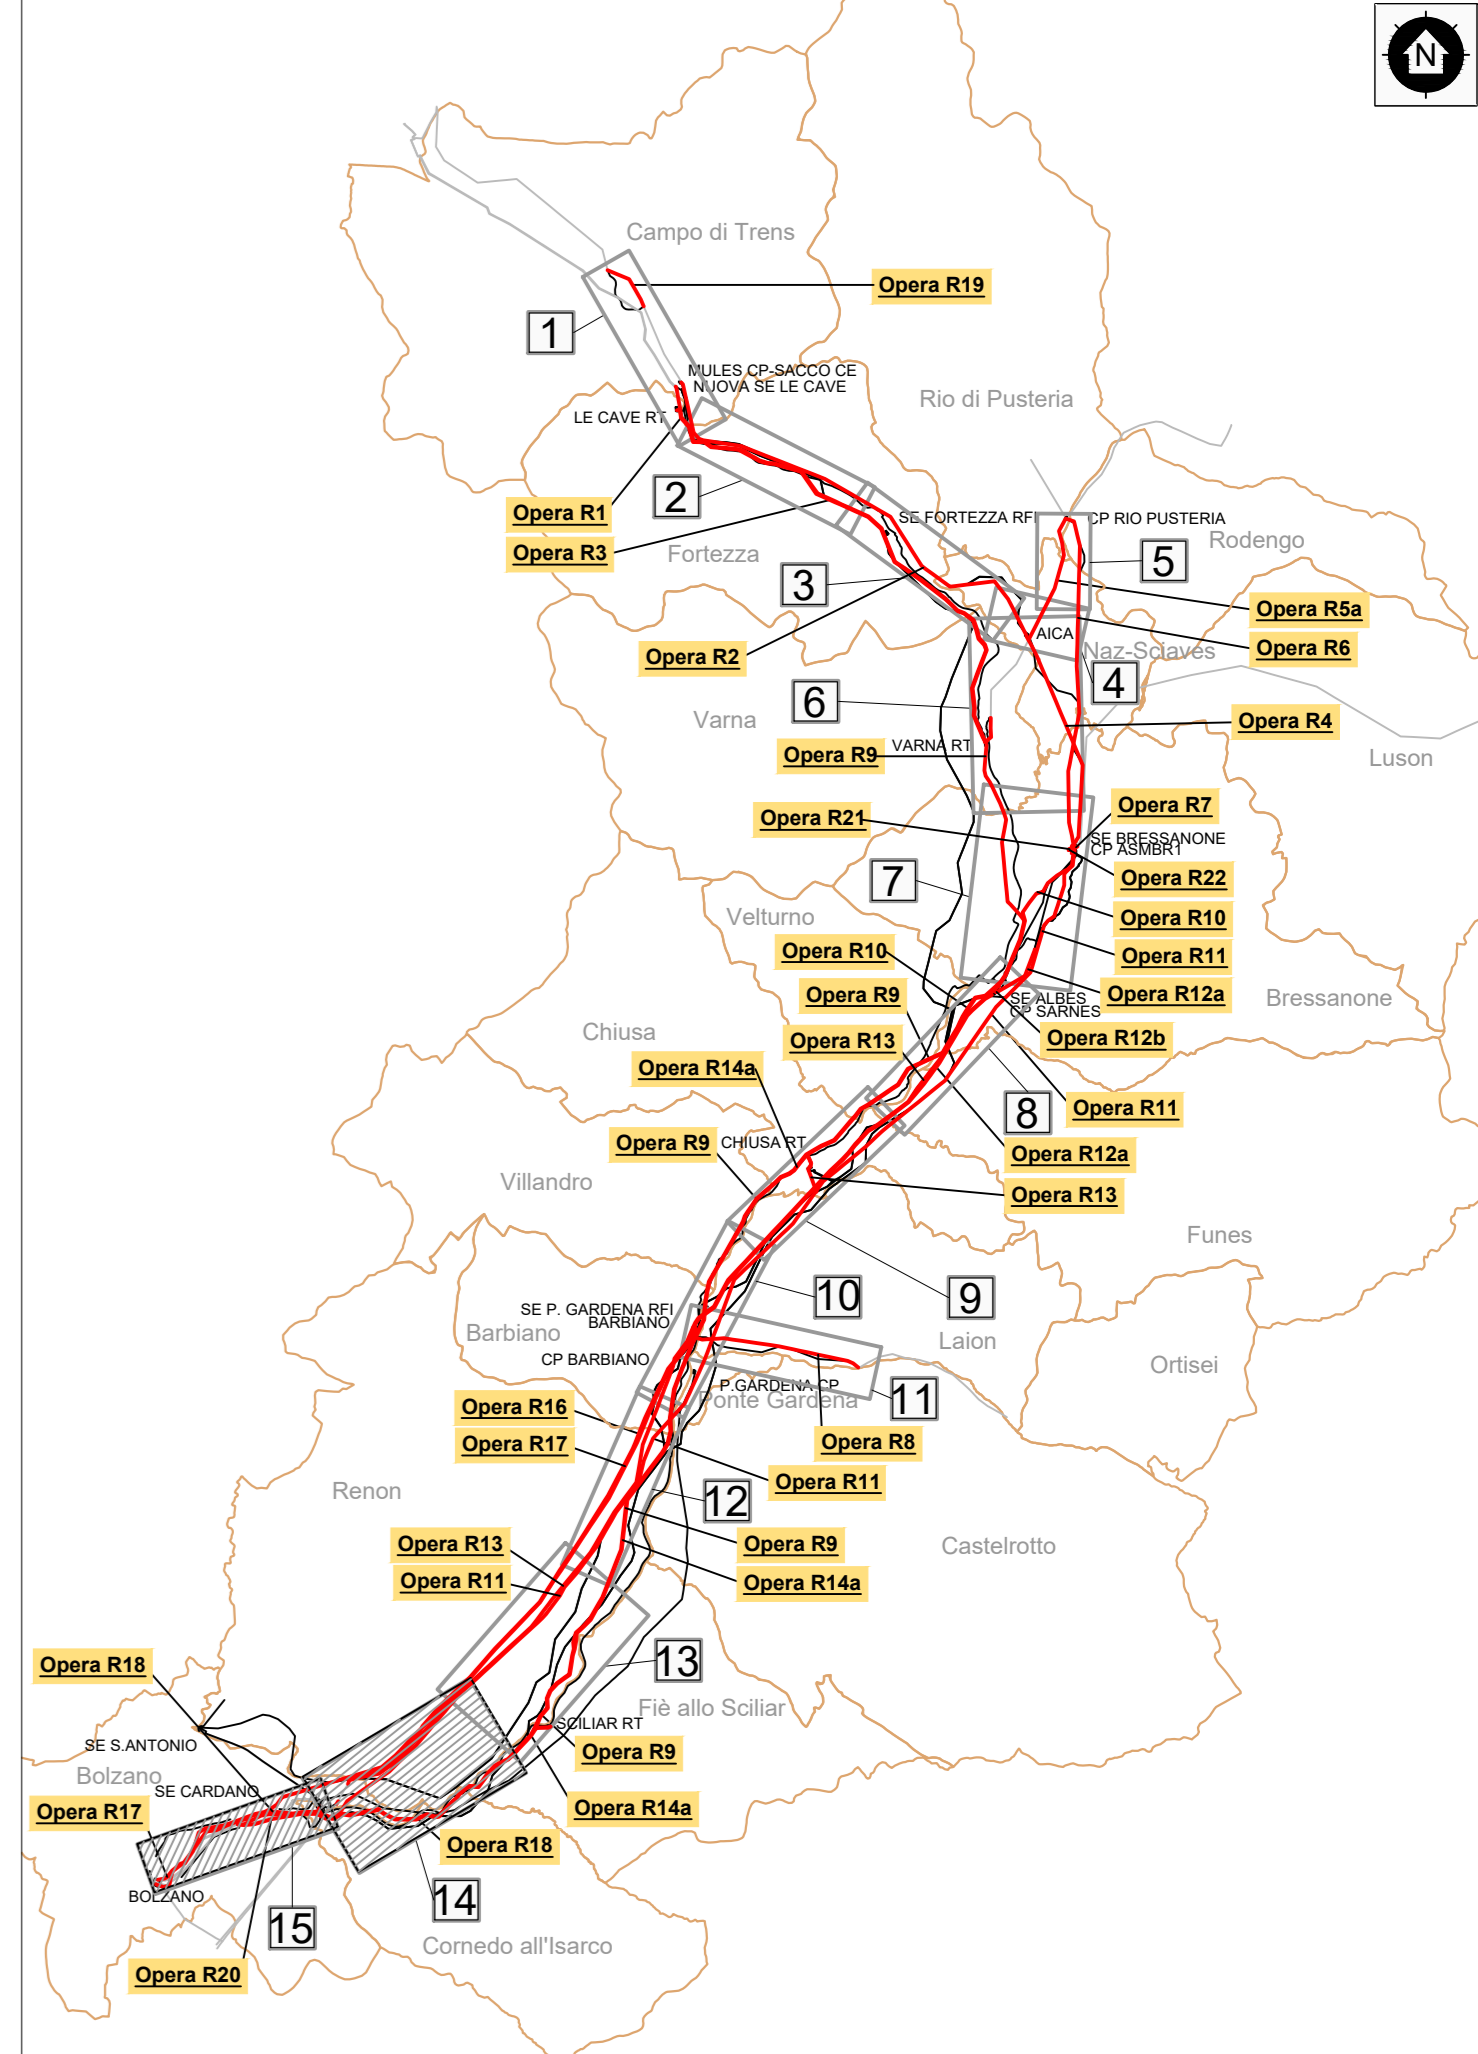 N
Campo di Trens
Opera R19
1
MULES CP-SACCO CE
NUOVA SE LE CAVE
Rio di Pusteria
LE CAVE RT
2
Opera R1
SE FORTEZZA RFI
CP RIO PUSTERIA
Opera R3
Fortezza
Rodengo
5
3
Opera R5a
AICA
Opera R2
Naz-Sciaves
Opera R6
4
6
Varna
Opera R4
VARNA RT
Opera R9
Luson
Opera R7
Opera R21
SE BRESSANONE
CP ASMBR1
7
Opera R22
Velturno
Opera R10
Opera R10
Opera R11
Opera R9
SE ALBES
CP SARNES
Opera R12a
Bressanone
Chiusa
Opera R13
Opera R12b
Opera R14a
8
Opera R11
Opera R9
CHIUSA RT
Opera R12a
Villandro
Opera R13
Funes
10
9
SE P. GARDENA RFI
BARBIANO
Barbiano
Laion
CP BARBIANO
Ortisei
P.GARDENA CP
Ponte Gardena
11
Opera R16
Opera R17
Opera R8
Renon
Opera R11
12
Opera R13
Opera R9
Castelrotto
Opera R11
Opera R14a
Opera R18
13
Fiè allo Sciliar
SCILIAR RT
SE S.ANTONIO
Opera R9
Bolzano
SE CARDANO
Opera R17
Opera R14a
Opera R18
BOLZANO
14
15
Cornedo all'Isarco
Opera R20